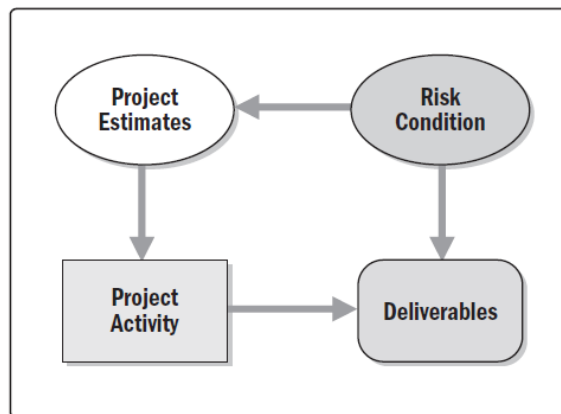 Project
Estimates
Risk
Condition
Project
Activity
Deliverables